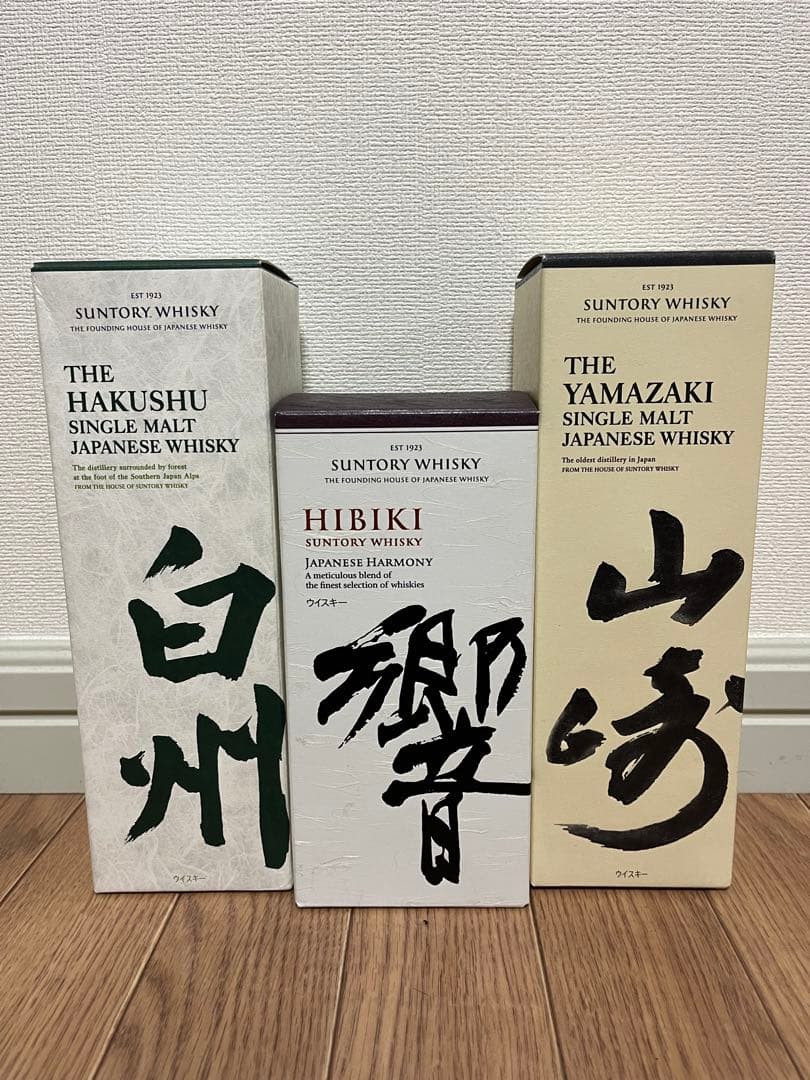 EST 1923
SUNTORY WHISKY
THE FOUNDING HOUSE OF JAPANESE WHISKY
THE
HAKUSHU
SINGLE MALT
JAPANESE WHISKY
The distillery surrounded by forest
at the foot of the Southern Japan Alps
FROM THE HOUSE OF SUNTORY WHISKY
白
州
ウイスキー
EST 1923
SUNTORY WHISKY
THE FOUNDING HOUSE OF JAPANESE WHISKY
HIBIKI
SUNTORY WHISKY
JAPANESE HARMONY
A meticulous blend of
the finest selection of whiskies
ウイスキー
響
EST 1923
SUNTORY WHISKY
THE FOUNDING HOUSE OF JAPANESE WHISKY
THE
YAMAZAKI
SINGLE MALT
JAPANESE WHISKY
The oldest distillery in Japan
FROM THE HOUSE OF SUNTORY WHISKY
山
崎
ウイスキー